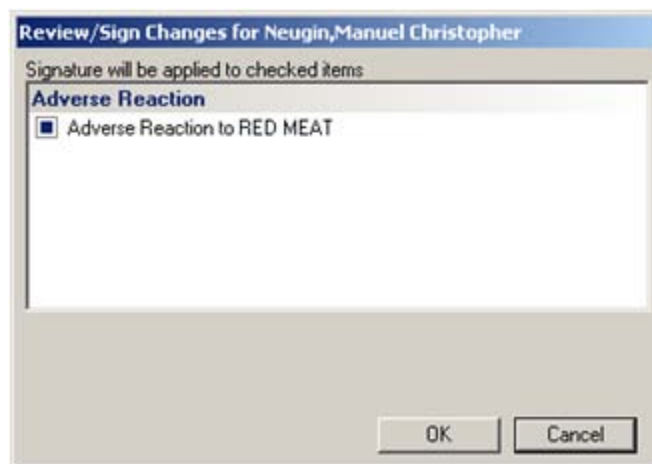 Review/Sign Changes for Neugin,Manuel Christopher
Signature will be applied to checked items
Adverse Reaction
Adverse Reaction to RED MEAT
OK Cancel